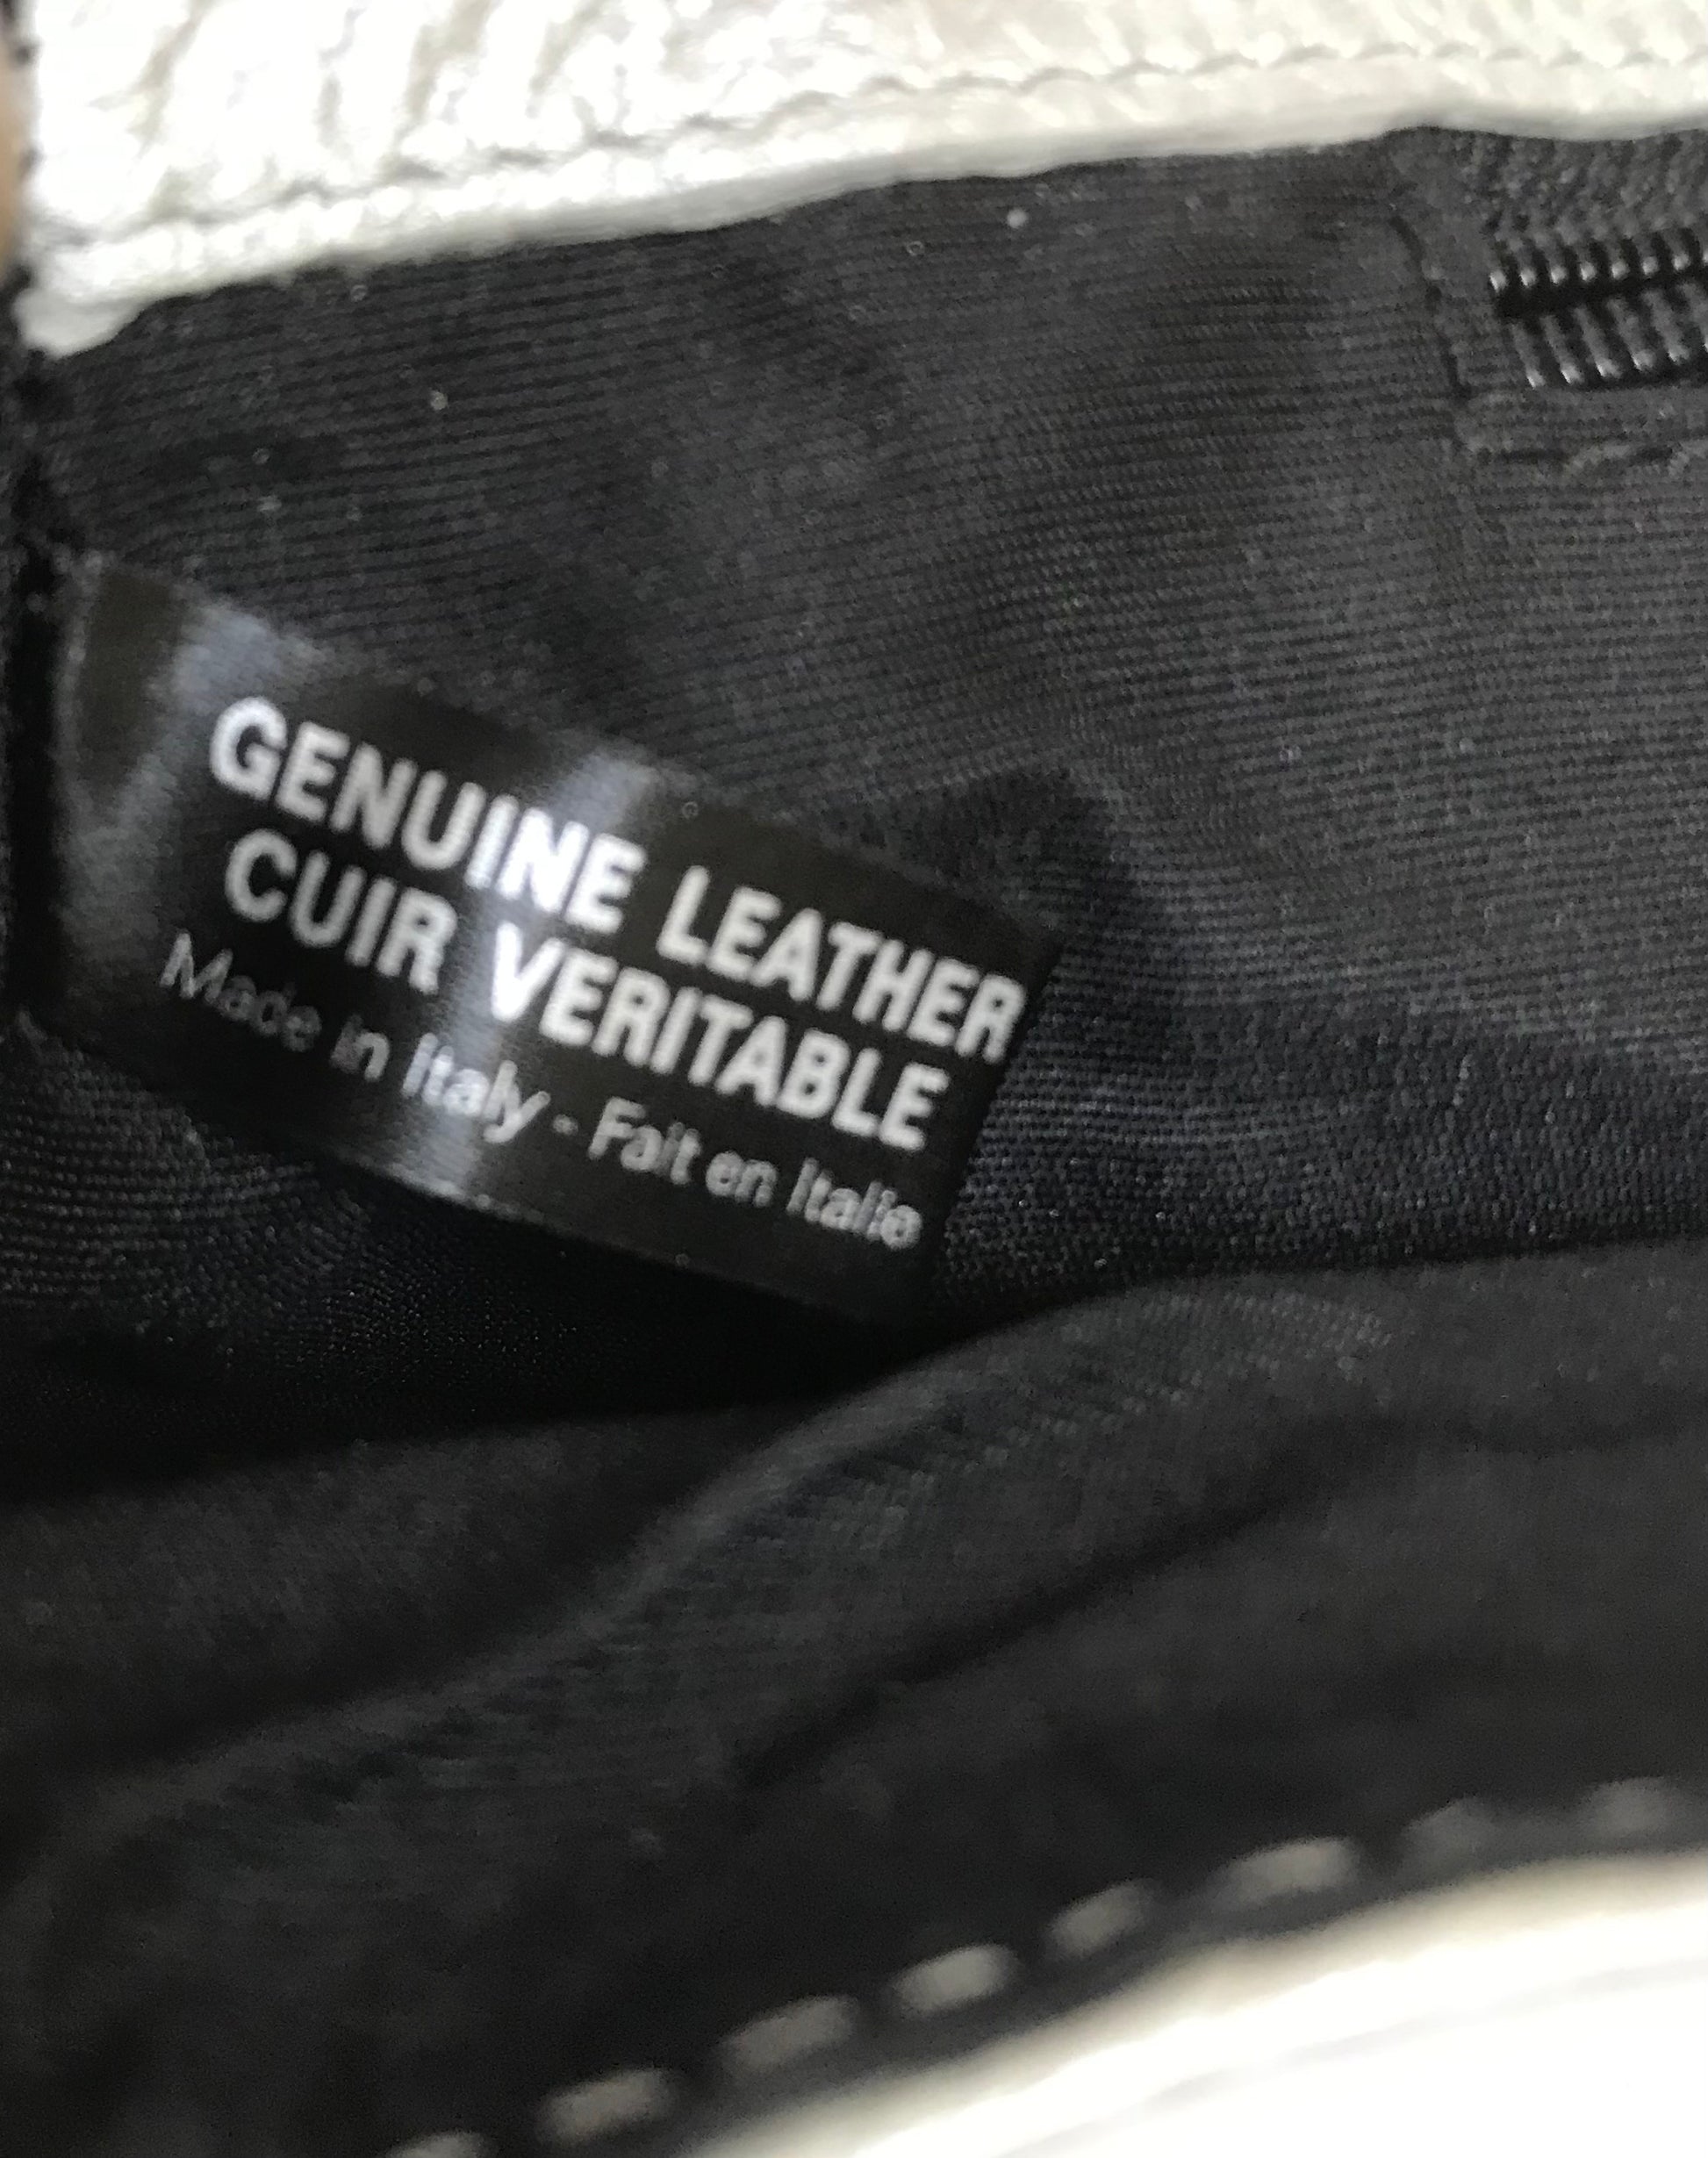 GENUINE LEATHER
CUIR VERITABLE
Made in Italy - Fait en Italie